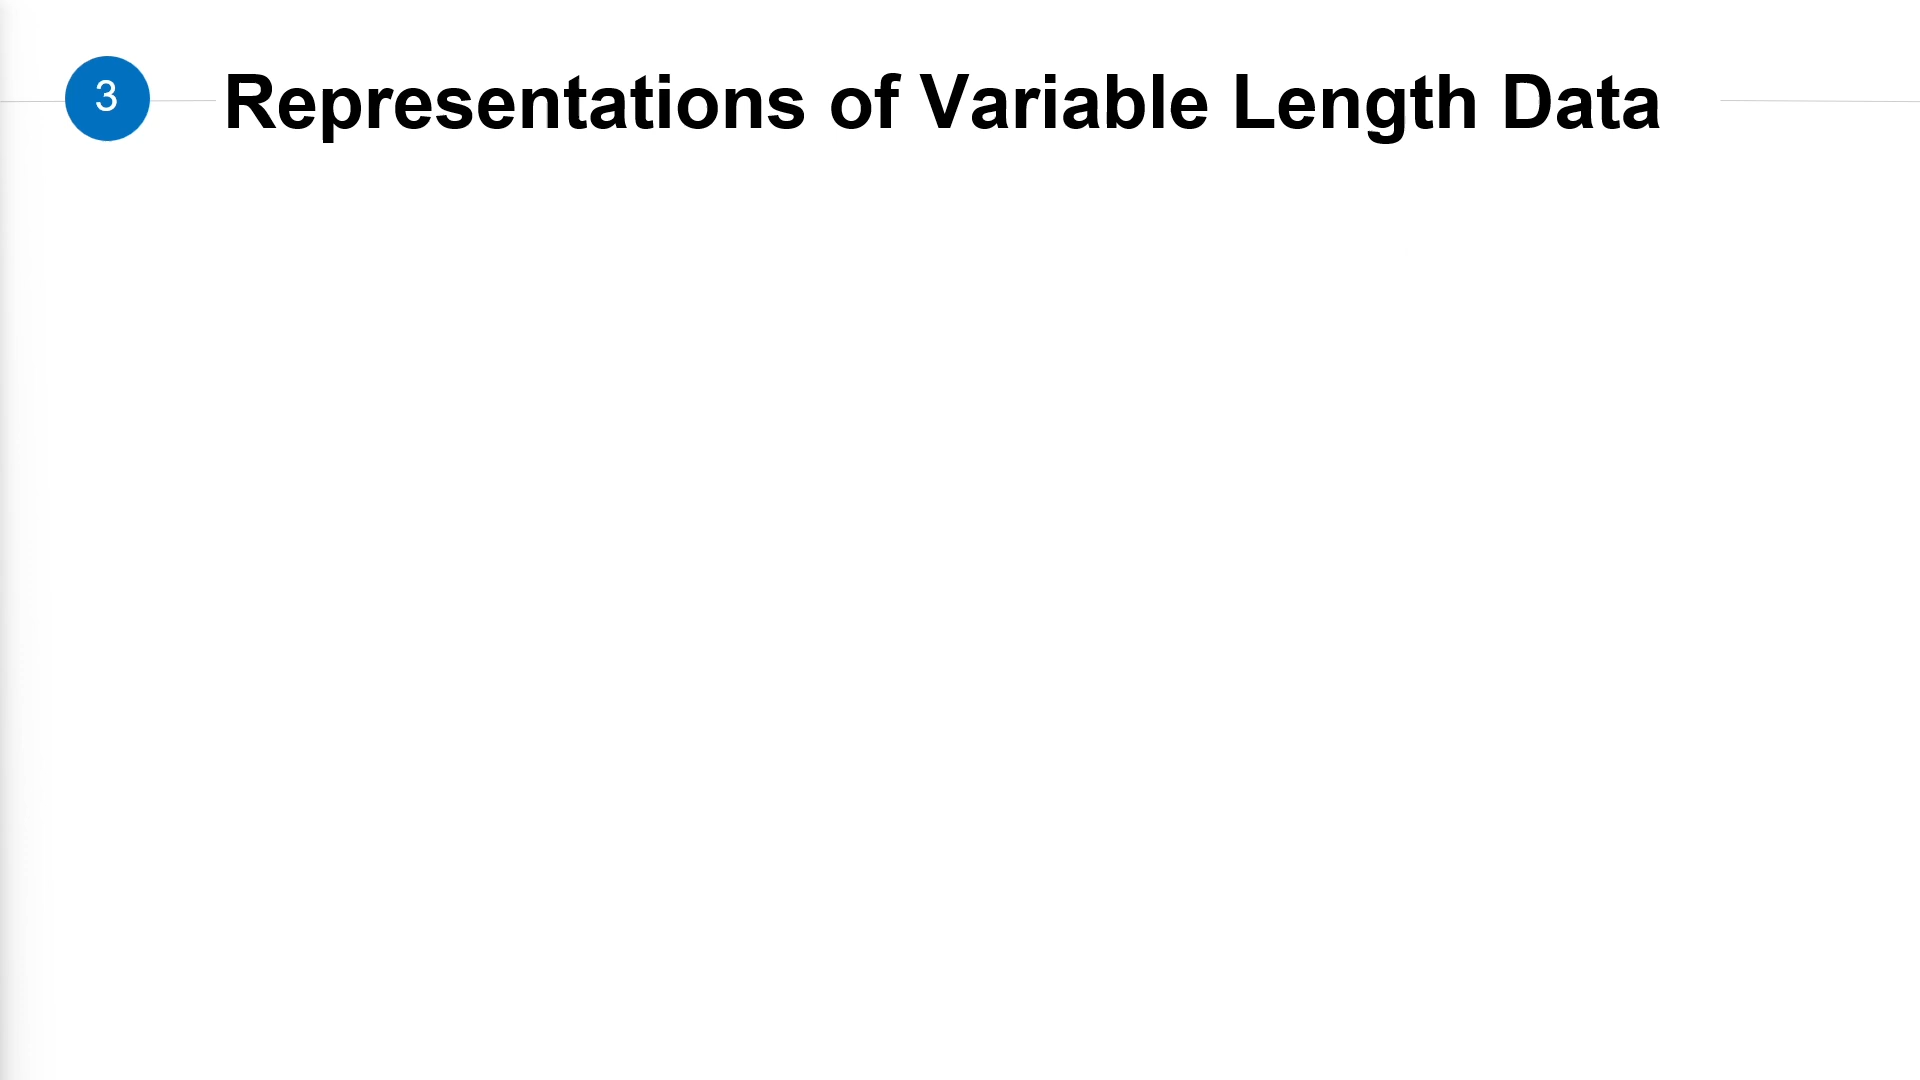 3
Representations of Variable Length Data